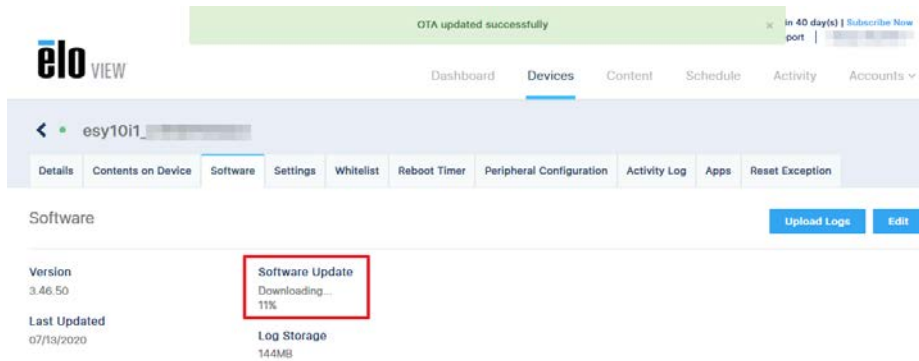 OTA updated successfully ×
in 40 day(s) | Subscribe Now
port |
ēlo VIEW
Dashboard Devices Content Schedule Activity Accounts
esy10i1_
Details Contents on Device Software Settings Whitelist Reboot Timer Peripheral Configuration Activity Log Apps Reset Exception
Software
Upload Logs Edit
Version Software Update
3.46.50 Downloading...
11%
Last Updated
07/13/2020 Log Storage
144MB